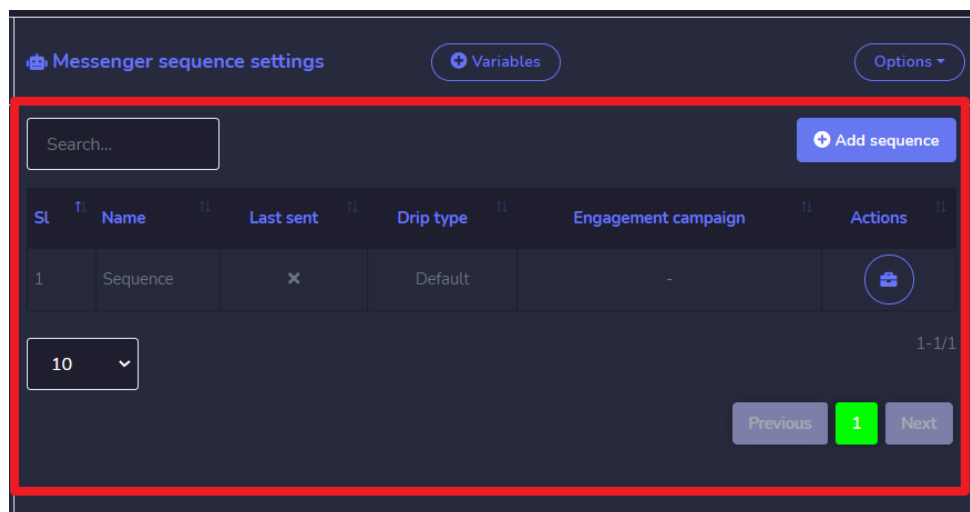 Messenger sequence settings Variables Options
Search... Add sequence
Sl Name Last sent Drip type Engagement campaign Actions
1 Sequence Default -
1-1/1
10
Previous 1 Next